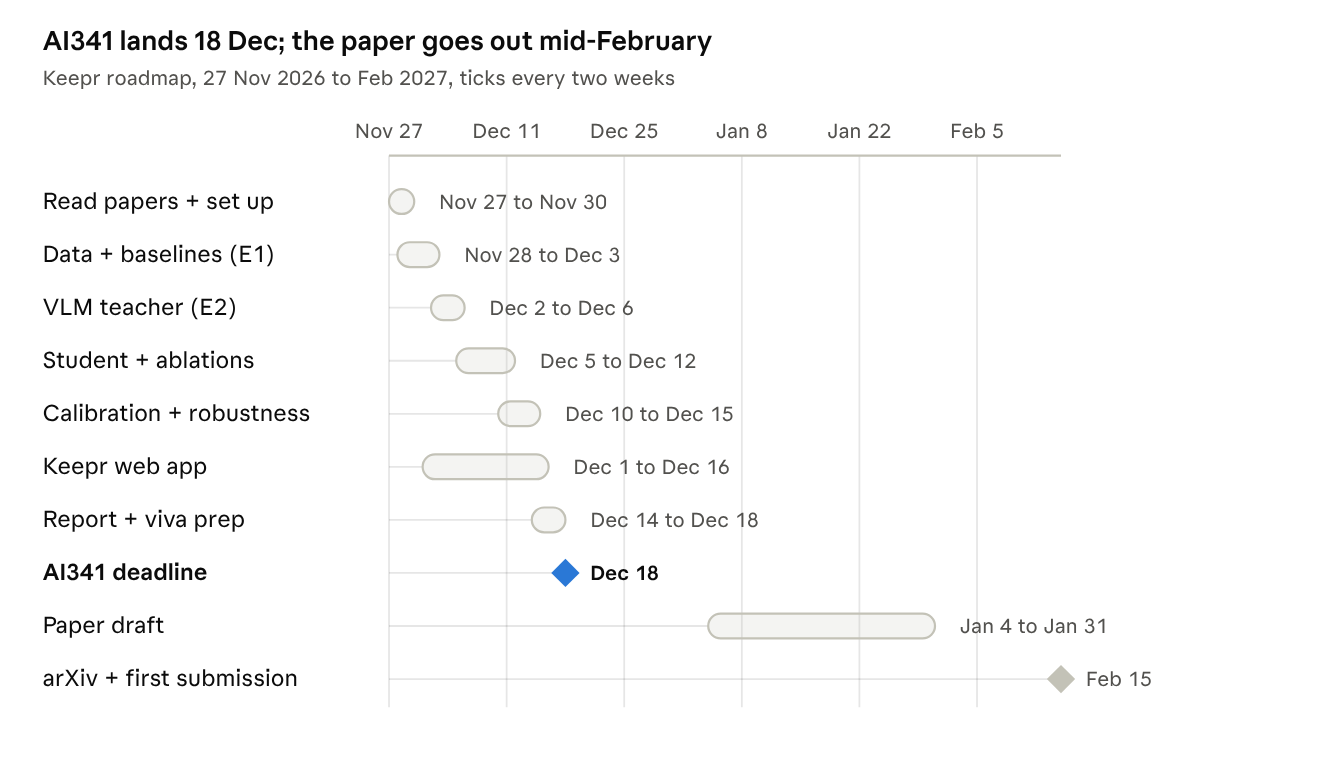 AI341 lands 18 Dec; the paper goes out mid-February
Keepr roadmap, 27 Nov 2026 to Feb 2027, ticks every two weeks
Nov 27 Dec 11 Dec 25 Jan 8 Jan 22 Feb 5
Read papers + set up Nov 27 to Nov 30
Data + baselines (E1) Nov 28 to Dec 3
VLM teacher (E2) Dec 2 to Dec 6
Student + ablations Dec 5 to Dec 12
Calibration + robustness Dec 10 to Dec 15
Keepr web app Dec 1 to Dec 16
Report + viva prep Dec 14 to Dec 18
AI341 deadline Dec 18
Paper draft Jan 4 to Jan 31
arXiv + first submission Feb 15